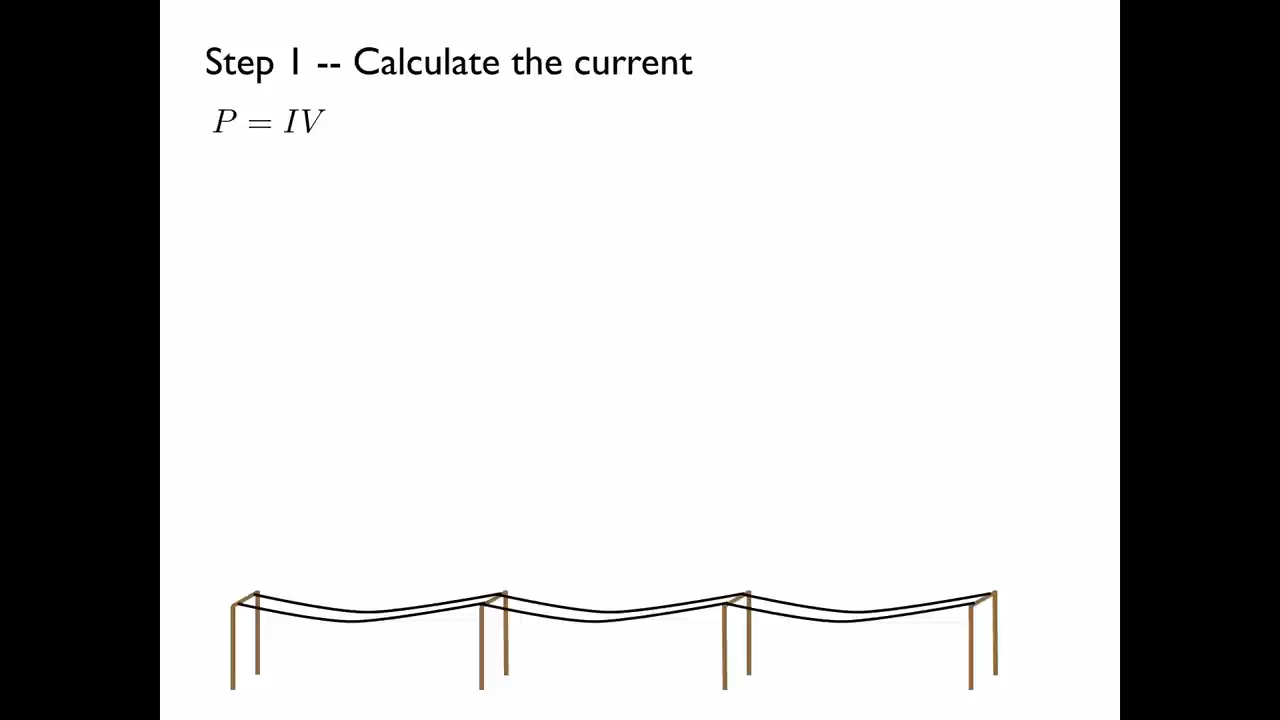 Step 1 -- Calculate the current
P = IV